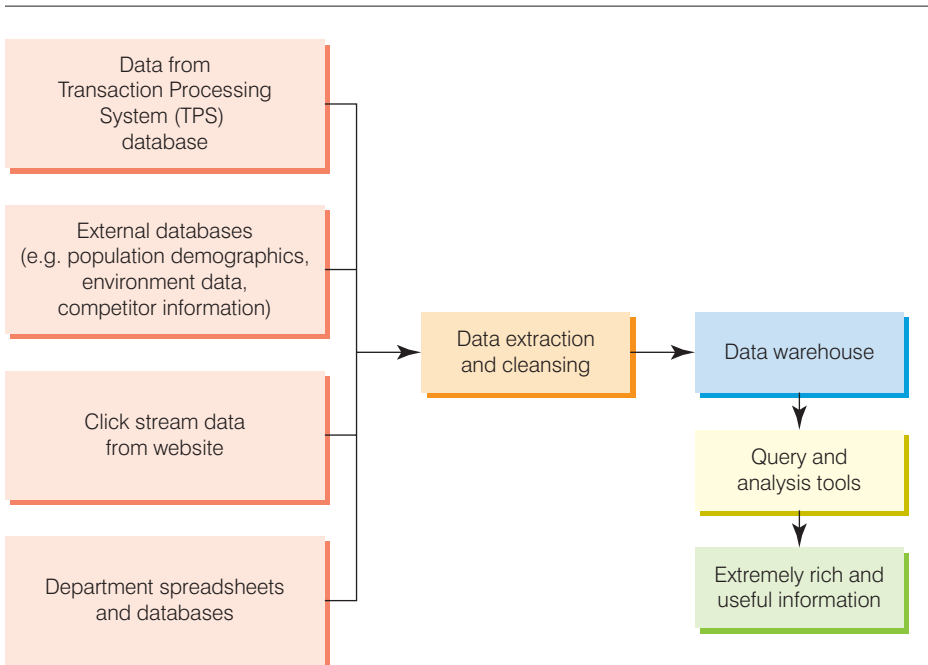 Data from
Transaction Processing
System (TPS)
database
External databases
(e.g. population demographics,
environment data,
competitor information)
Click stream data
from website
Department spreadsheets
and databases
Data extraction
and cleansing
Data warehouse
Query and
analysis tools
Extremely rich and
useful information